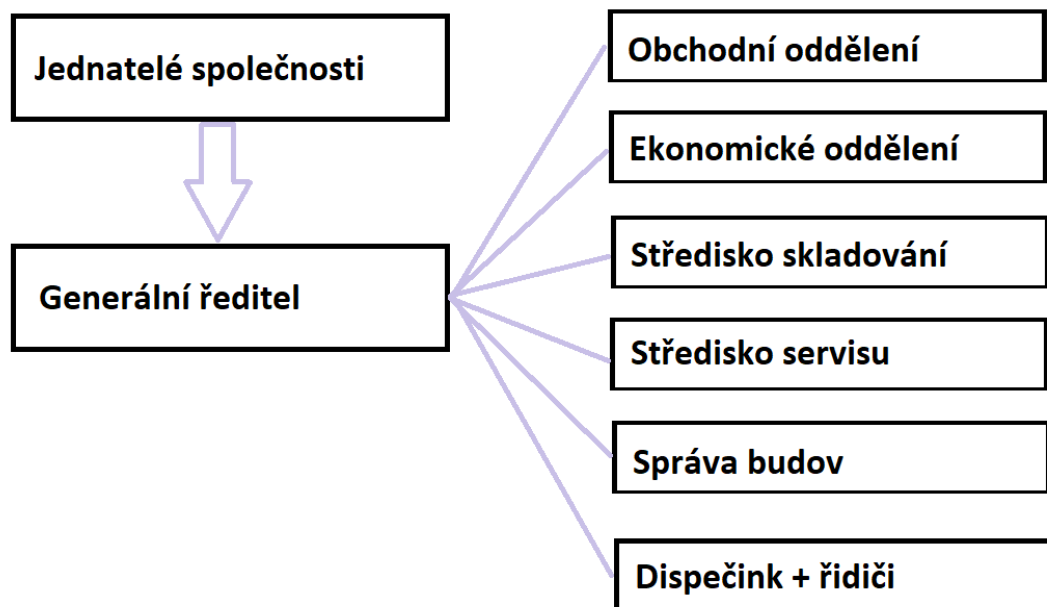 Jednatelé společnosti
Generální ředitel
Obchodní oddělení
Ekonomické oddělení
Středisko skladování
Středisko servisu
Správa budov
Dispečink + řidiči